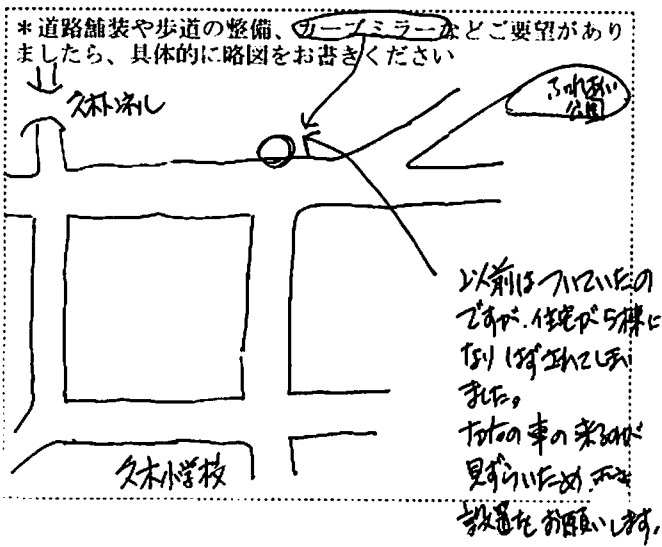 *道路舗装や歩道の整備、カーブミラーなどご要望があり
ましたら、具体的に略図をお書きください
久木トンネル
ふれあい
公園
以前はついていたの
ですが、住宅が5棟に
なりはずされてしまい
ました。
車の来るのが
見ずらいため、
設置をお願いします。
久木小学校